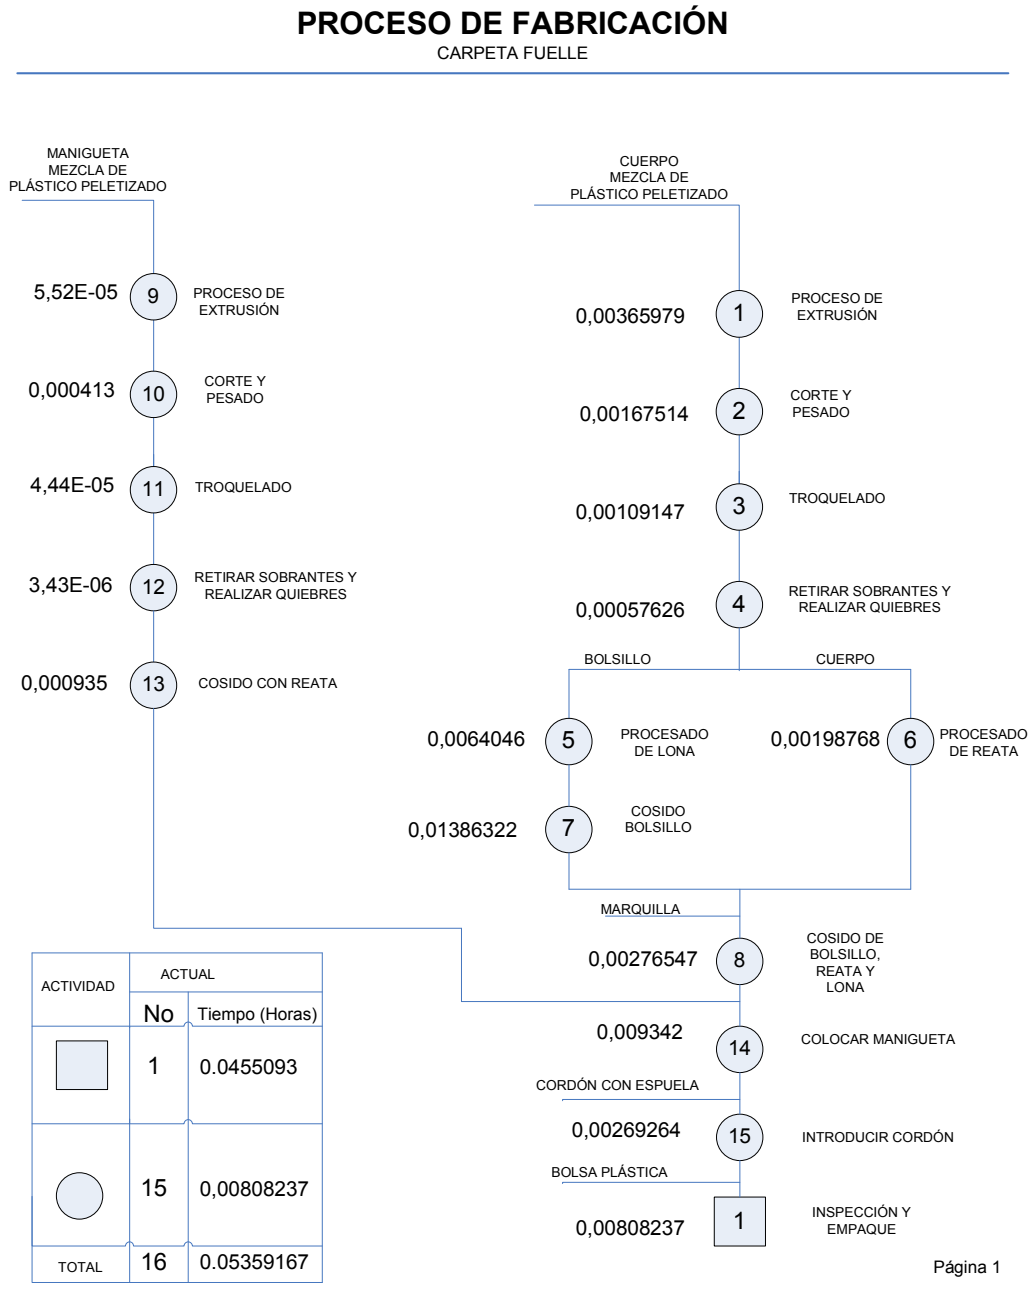 PROCESO DE FABRICACIÓN
CARPETA FUELLE
MANIGUETA
MEZCLA DE
PLÁSTICO PELETIZADO
5,52E-05
9
PROCESO DE
EXTRUSIÓN
0,000413
10
CORTE Y
PESADO
4,44E-05
11
TROQUELADO
3,43E-06
12
RETIRAR SOBRANTES Y
REALIZAR QUIEBRES
0,000935
13
COSIDO CON REATA
CUERPO
MEZCLA DE
PLÁSTICO PELETIZADO
0,00365979
1
PROCESO DE
EXTRUSIÓN
0,00167514
2
CORTE Y
PESADO
0,00109147
3
TROQUELADO
0,00057626
4
RETIRAR SOBRANTES Y
REALIZAR QUIEBRES
BOLSILLO
CUERPO
0,0064046
5
PROCESADO
DE LONA
0,00198768
6
PROCESADO
DE REATA
0,01386322
7
COSIDO
BOLSILLO
MARQUILLA
0,00276547
8
COSIDO DE
BOLSILLO,
REATA Y
LONA
0,009342
14
COLOCAR MANIGUETA
CORDÓN CON ESPUELA
0,00269264
15
INTRODUCIR CORDÓN
BOLSA PLÁSTICA
0,00808237
1
INSPECCIÓN Y
EMPAQUE
ACTIVIDAD
ACTUAL
No
Tiempo (Horas)
1
0.0455093
15
0,00808237
TOTAL
16
0.05359167
Página 1